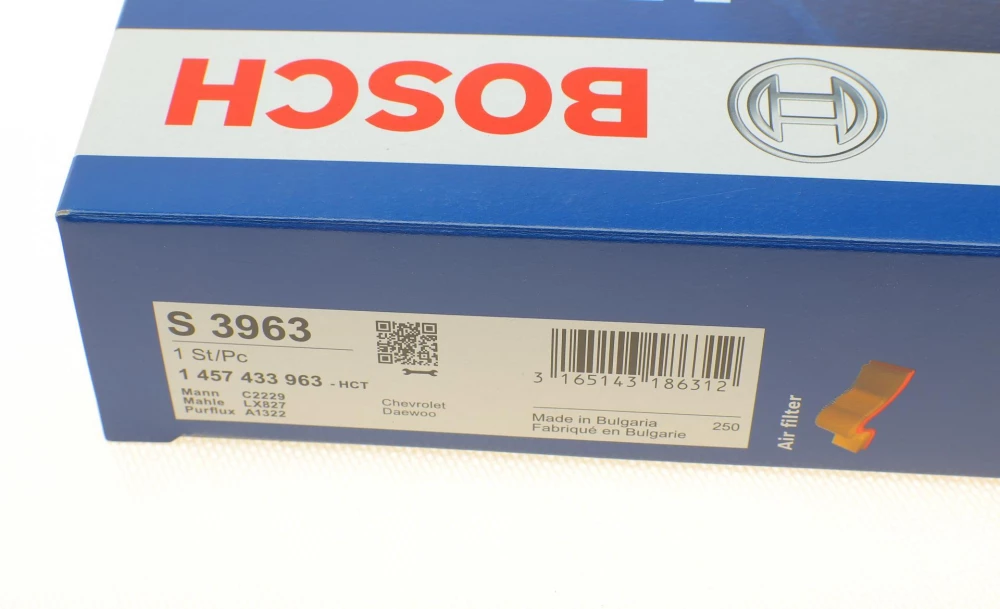 BOSCH
S 3963
1 St/Pc
1 457 433 963 - HCT
Mann C2229
Mahle LX827
Purflux A1322
Chevrolet
Daewoo
3 165143 186312
Made in Bulgaria 250
Fabriqué en Bulgarie
Air filter